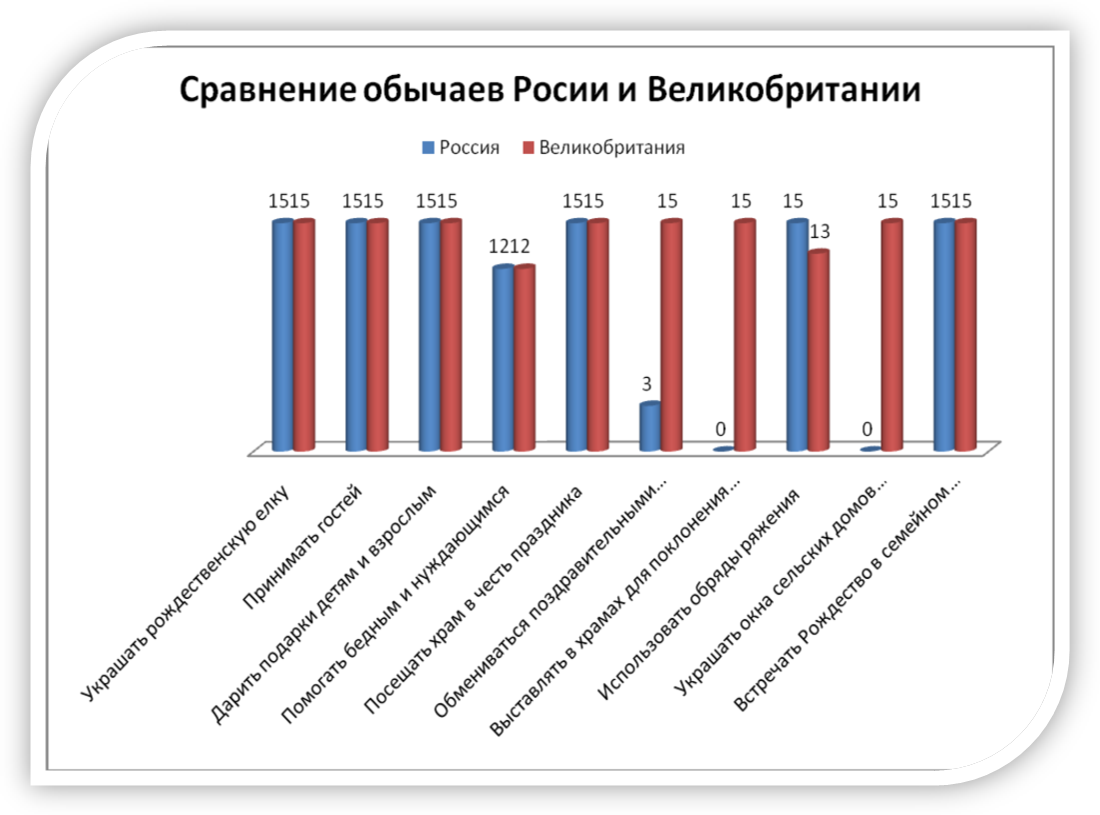 Сравнение обычаев Росии и Великобритании
Россия Великобритания
1515 1515 1515 1212 1515 3 15 0 15 15 13 0 15 1515
Украшать рождественскую елку
Принимать гостей
Дарить подарки детям и взрослым
Помогать бедным и нуждающимся
Посещать храм в честь праздника
Обмениваться поздравительными...
Выставлять в храмах для поклонения...
Использовать обряды ряжения
Украшать окна сельских домов...
Встречать Рождество в семейном...